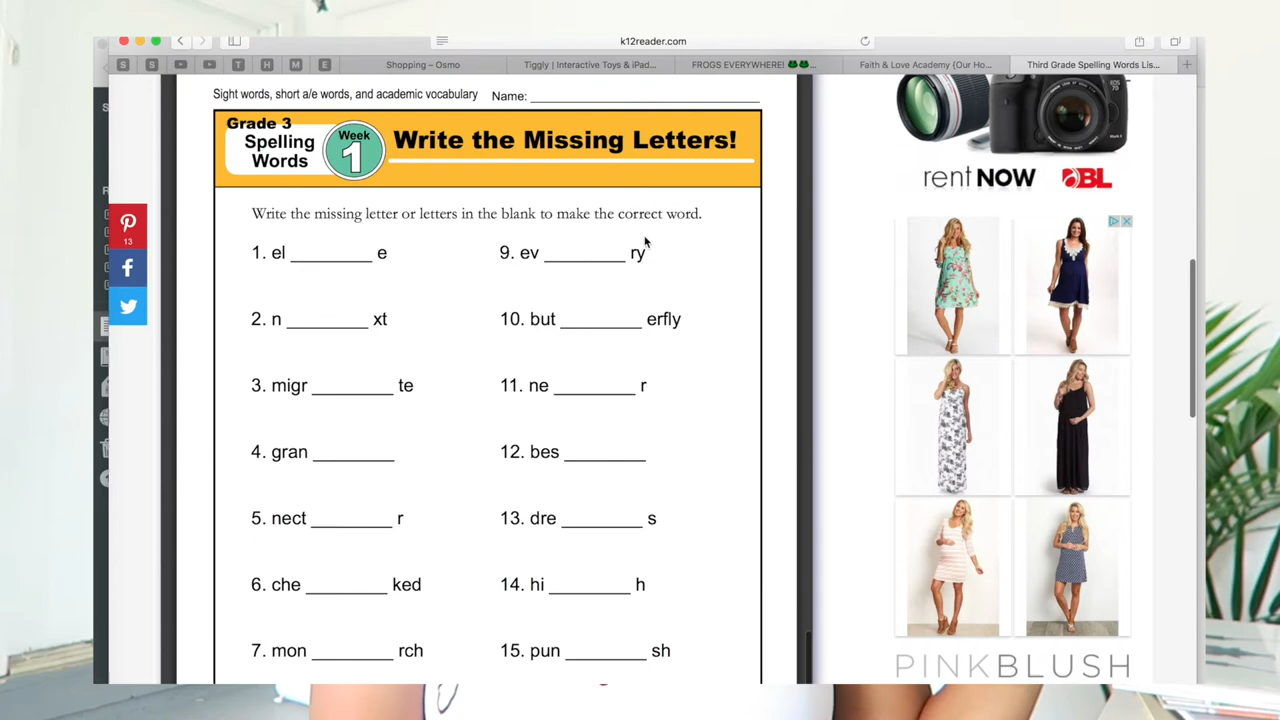 k12reader.com
S S T H M E Shopping – Osmo Tiggly | Interactive Toys & iPad... FROGS EVERYWHERE! 🐸🐸... Faith & Love Academy {Our Ho... Third Grade Spelling Words Lis... +
Sight words, short a/e words, and academic vocabulary Name: ____________
Grade 3
Spelling
Words
Week
1
Write the Missing Letters!
Write the missing letter or letters in the blank to make the correct word.
1. el ________ e
2. n ________ xt
3. migr ________ te
4. gran ________
5. nect ________ r
6. che ________ ked
7. mon ________ rch
9. ev ________ ry
10. but ________ erfly
11. ne ________ r
12. bes ________
13. dre ________ s
14. hi ________ h
15. pun ________ sh
13
EOS
7D
rent NOW BL
PINKBLUSH